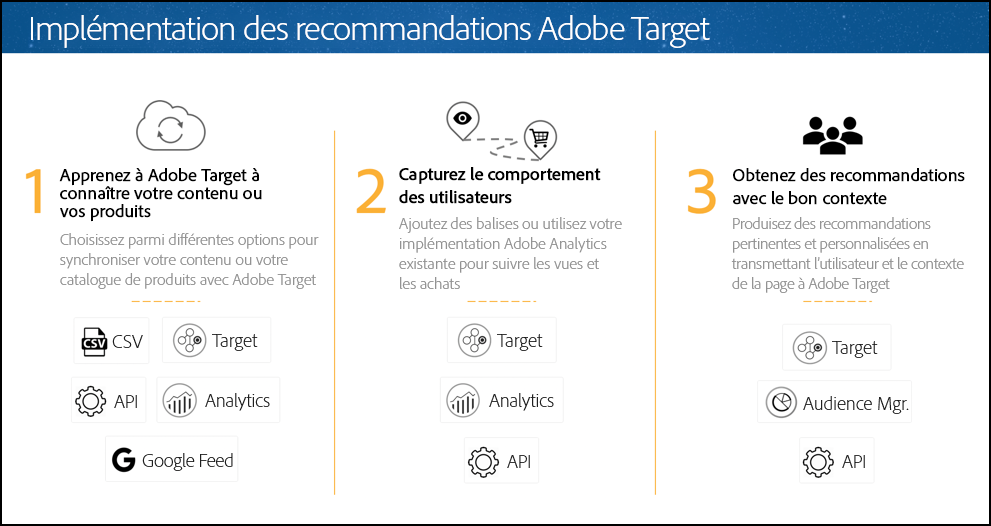 Implémentation des recommandations Adobe Target
1
Apprenez à Adobe Target à
connaître votre contenu ou
vos produits
Choisissez parmi différentes options pour
synchroniser votre contenu ou votre
catalogue de produits avec Adobe Target
CSV
CSV
Target
API
Analytics
Google Feed
2
Capturez le comportement
des utilisateurs
Ajoutez des balises ou utilisez votre
implémentation Adobe Analytics
existante pour suivre les vues et
les achats
Target
Analytics
API
3
Obtenez des recommandations
avec le bon contexte
Produisez des recommandations
pertinentes et personnalisées en
transmettant l'utilisateur et le contexte
de la page à Adobe Target
Target
Audience Mgr.
API